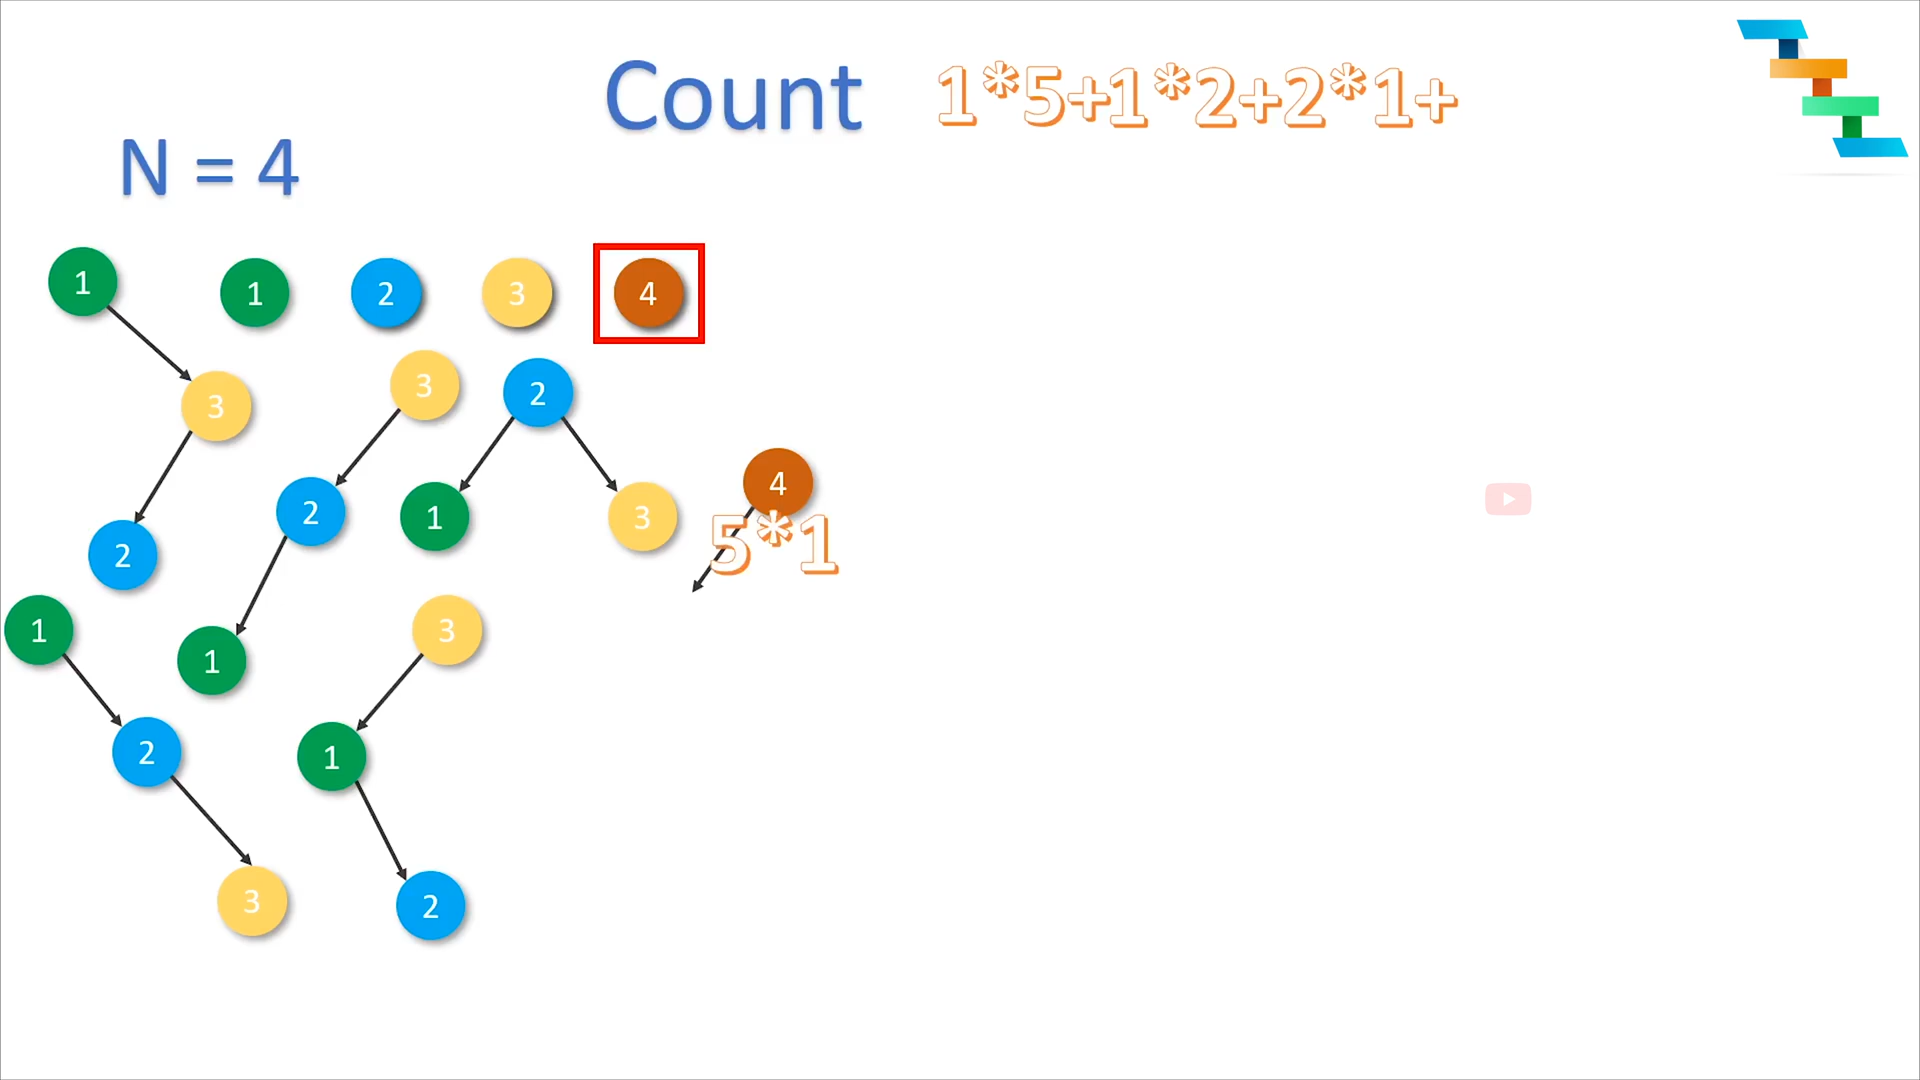 Count 1*5+1*2+2*1+
N = 4
1 1 2 3 4
3 3 2
4
2 2 1 3 5*1
1 1 3
2 1
3 2